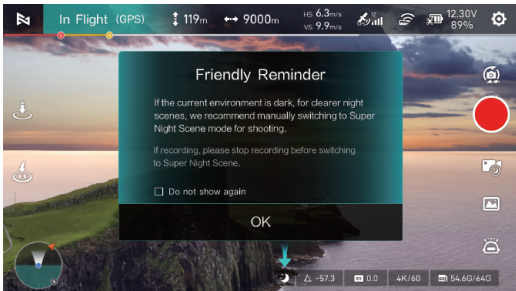 In Flight (GPS)
119m
9000m
HS 6.3m/s
VS 9.9m/s
12.30V
89%
Friendly Reminder
If the current environment is dark, for clearer night
scenes, we recommend manually switching to Super
Night Scene mode for shooting.
If recording, please stop recording before switching
to Super Night Scene.
Do not show again
OK
-57.3
EV 0.0
4K/60
54.6G/64G